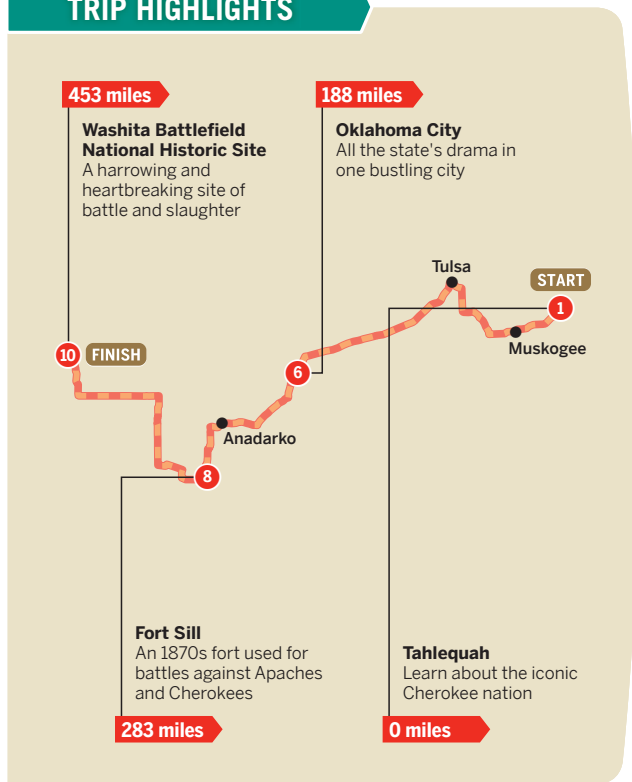 TRIP HIGHLIGHTS
453 miles
Washita Battlefield
National Historic Site
A harrowing and
heartbreaking site of
battle and slaughter
188 miles
Oklahoma City
All the state's drama in
one bustling city
Tulsa
START
1
Muskogee
10
FINISH
6
Anadarko
8
Fort Sill
An 1870s fort used for
battles against Apaches
and Cherokees
283 miles
Tahlequah
Learn about the iconic
Cherokee nation
0 miles